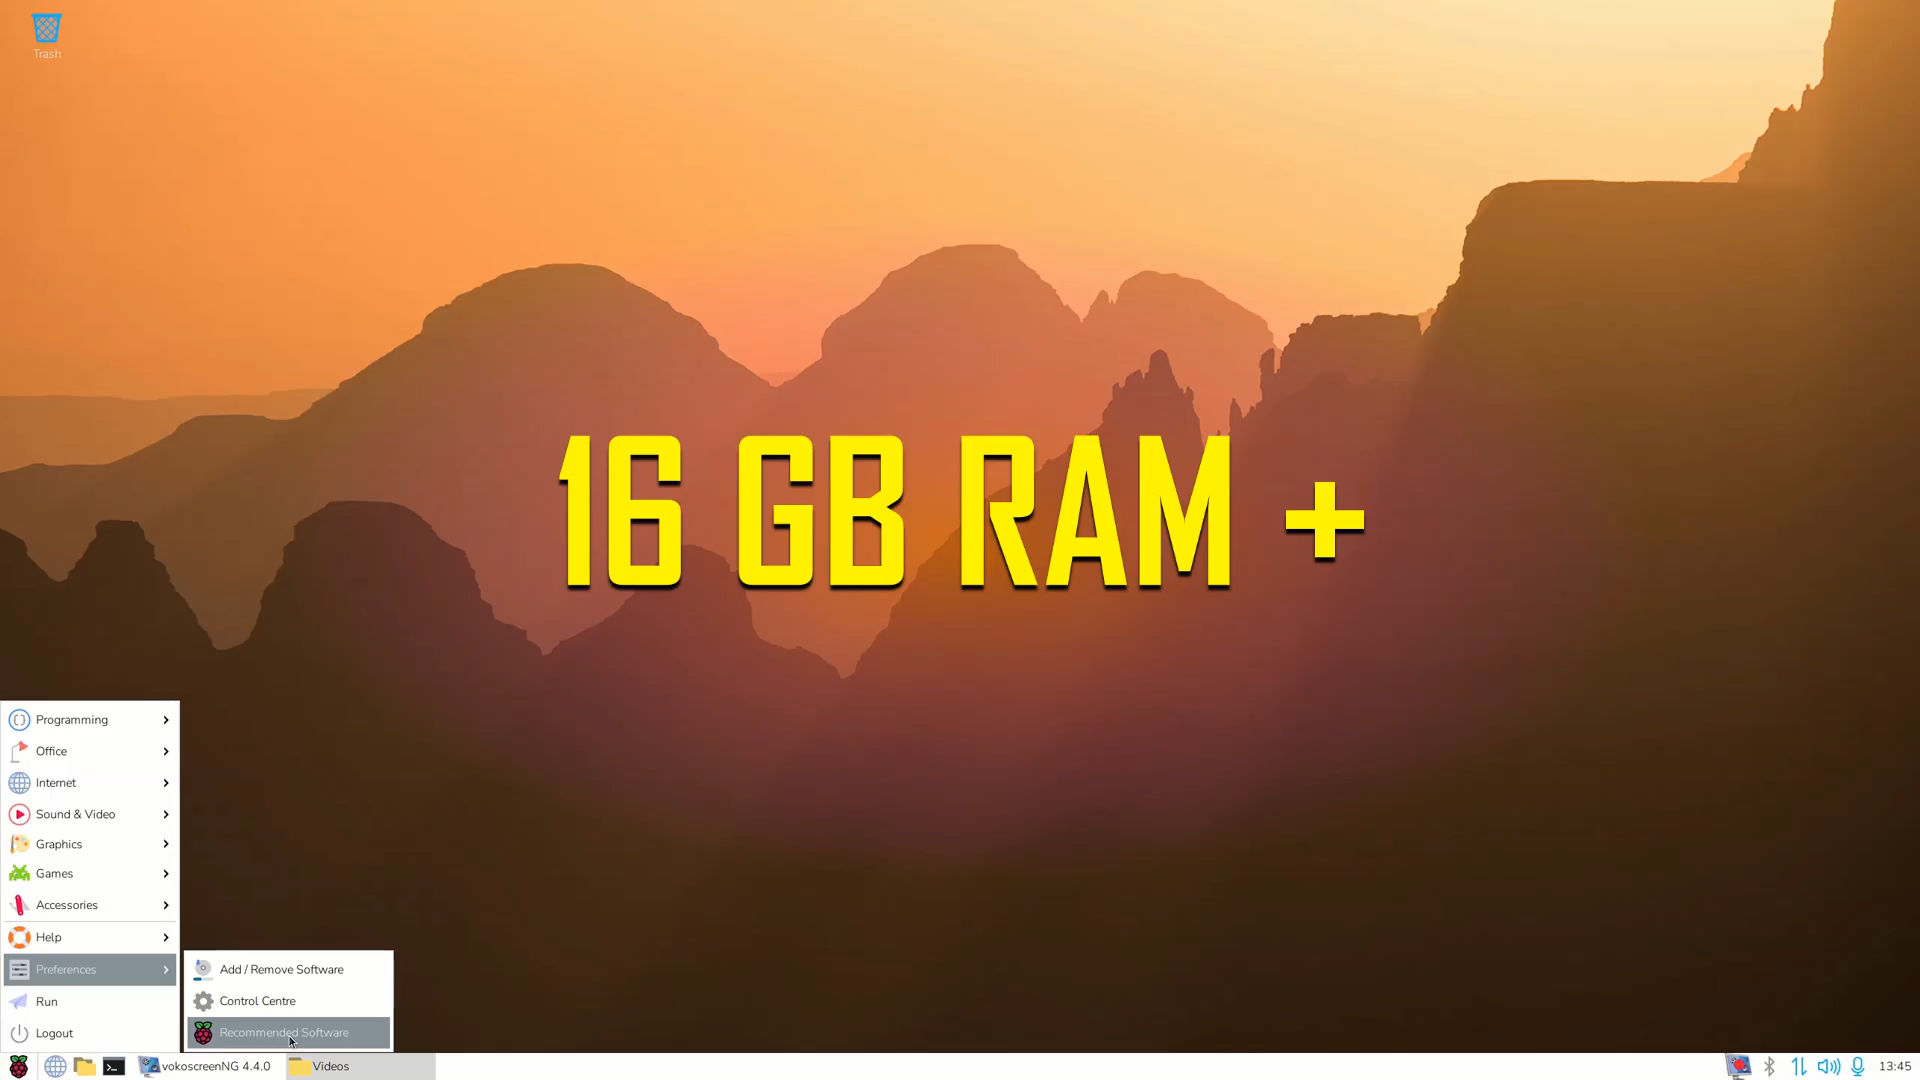 Trash
16 GB RAM +
Programming
Office
Internet
Sound & Video
Graphics
Games
Accessories
Help
Preferences
Run
Logout
Add / Remove Software
Control Centre
Recommended Software
vokoscreenNG 4.4.0
Videos
13:45